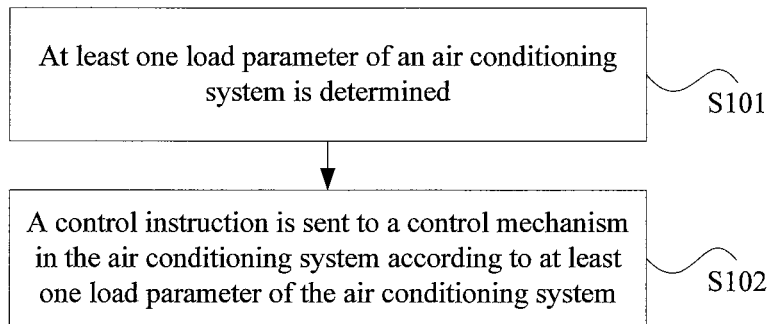 At least one load parameter of an air conditioning
system is determined
S101
A control instruction is sent to a control mechanism
in the air conditioning system according to at least
one load parameter of the air conditioning system
S102